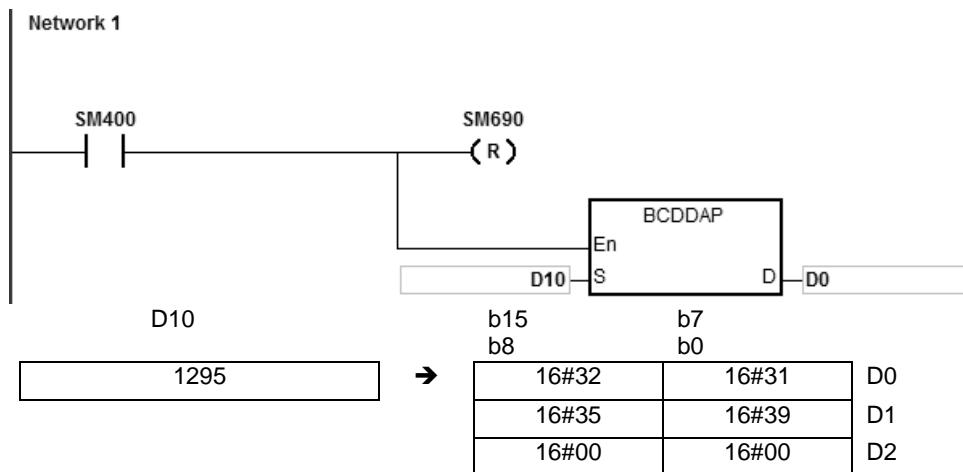 Network 1
SM400 SM690
( R )
BCDDAP
En
D10 S D D0
D10 b15 b7
b8 b0
1295 ➔ 16#32 16#31 D0
16#35 16#39 D1
16#00 16#00 D2